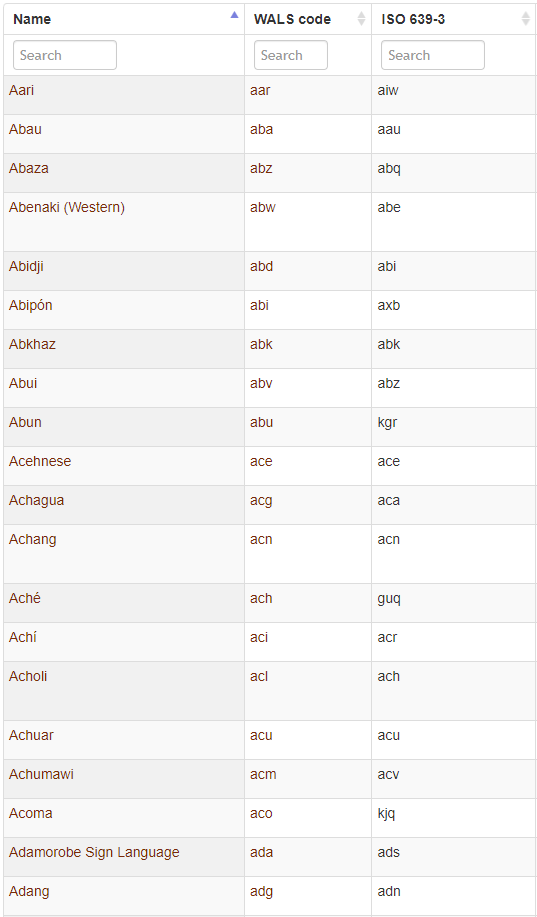 Name WALS code ISO 639-3
Search Search Search
Aari aar aiw
Abau aba aau
Abaza abz abq
Abenaki (Western) abw abe
Abidji abd abi
Abipón abi axb
Abkhaz abk abk
Abui abv abz
Abun abu kgr
Acehnese ace ace
Achagua acg aca
Achang acn acn
Aché ach guq
Achí aci acr
Acholi acl ach
Achuar acu acu
Achumawi acm acv
Acoma aco kjq
Adamorobe Sign Language ada ads
Adang adg adn